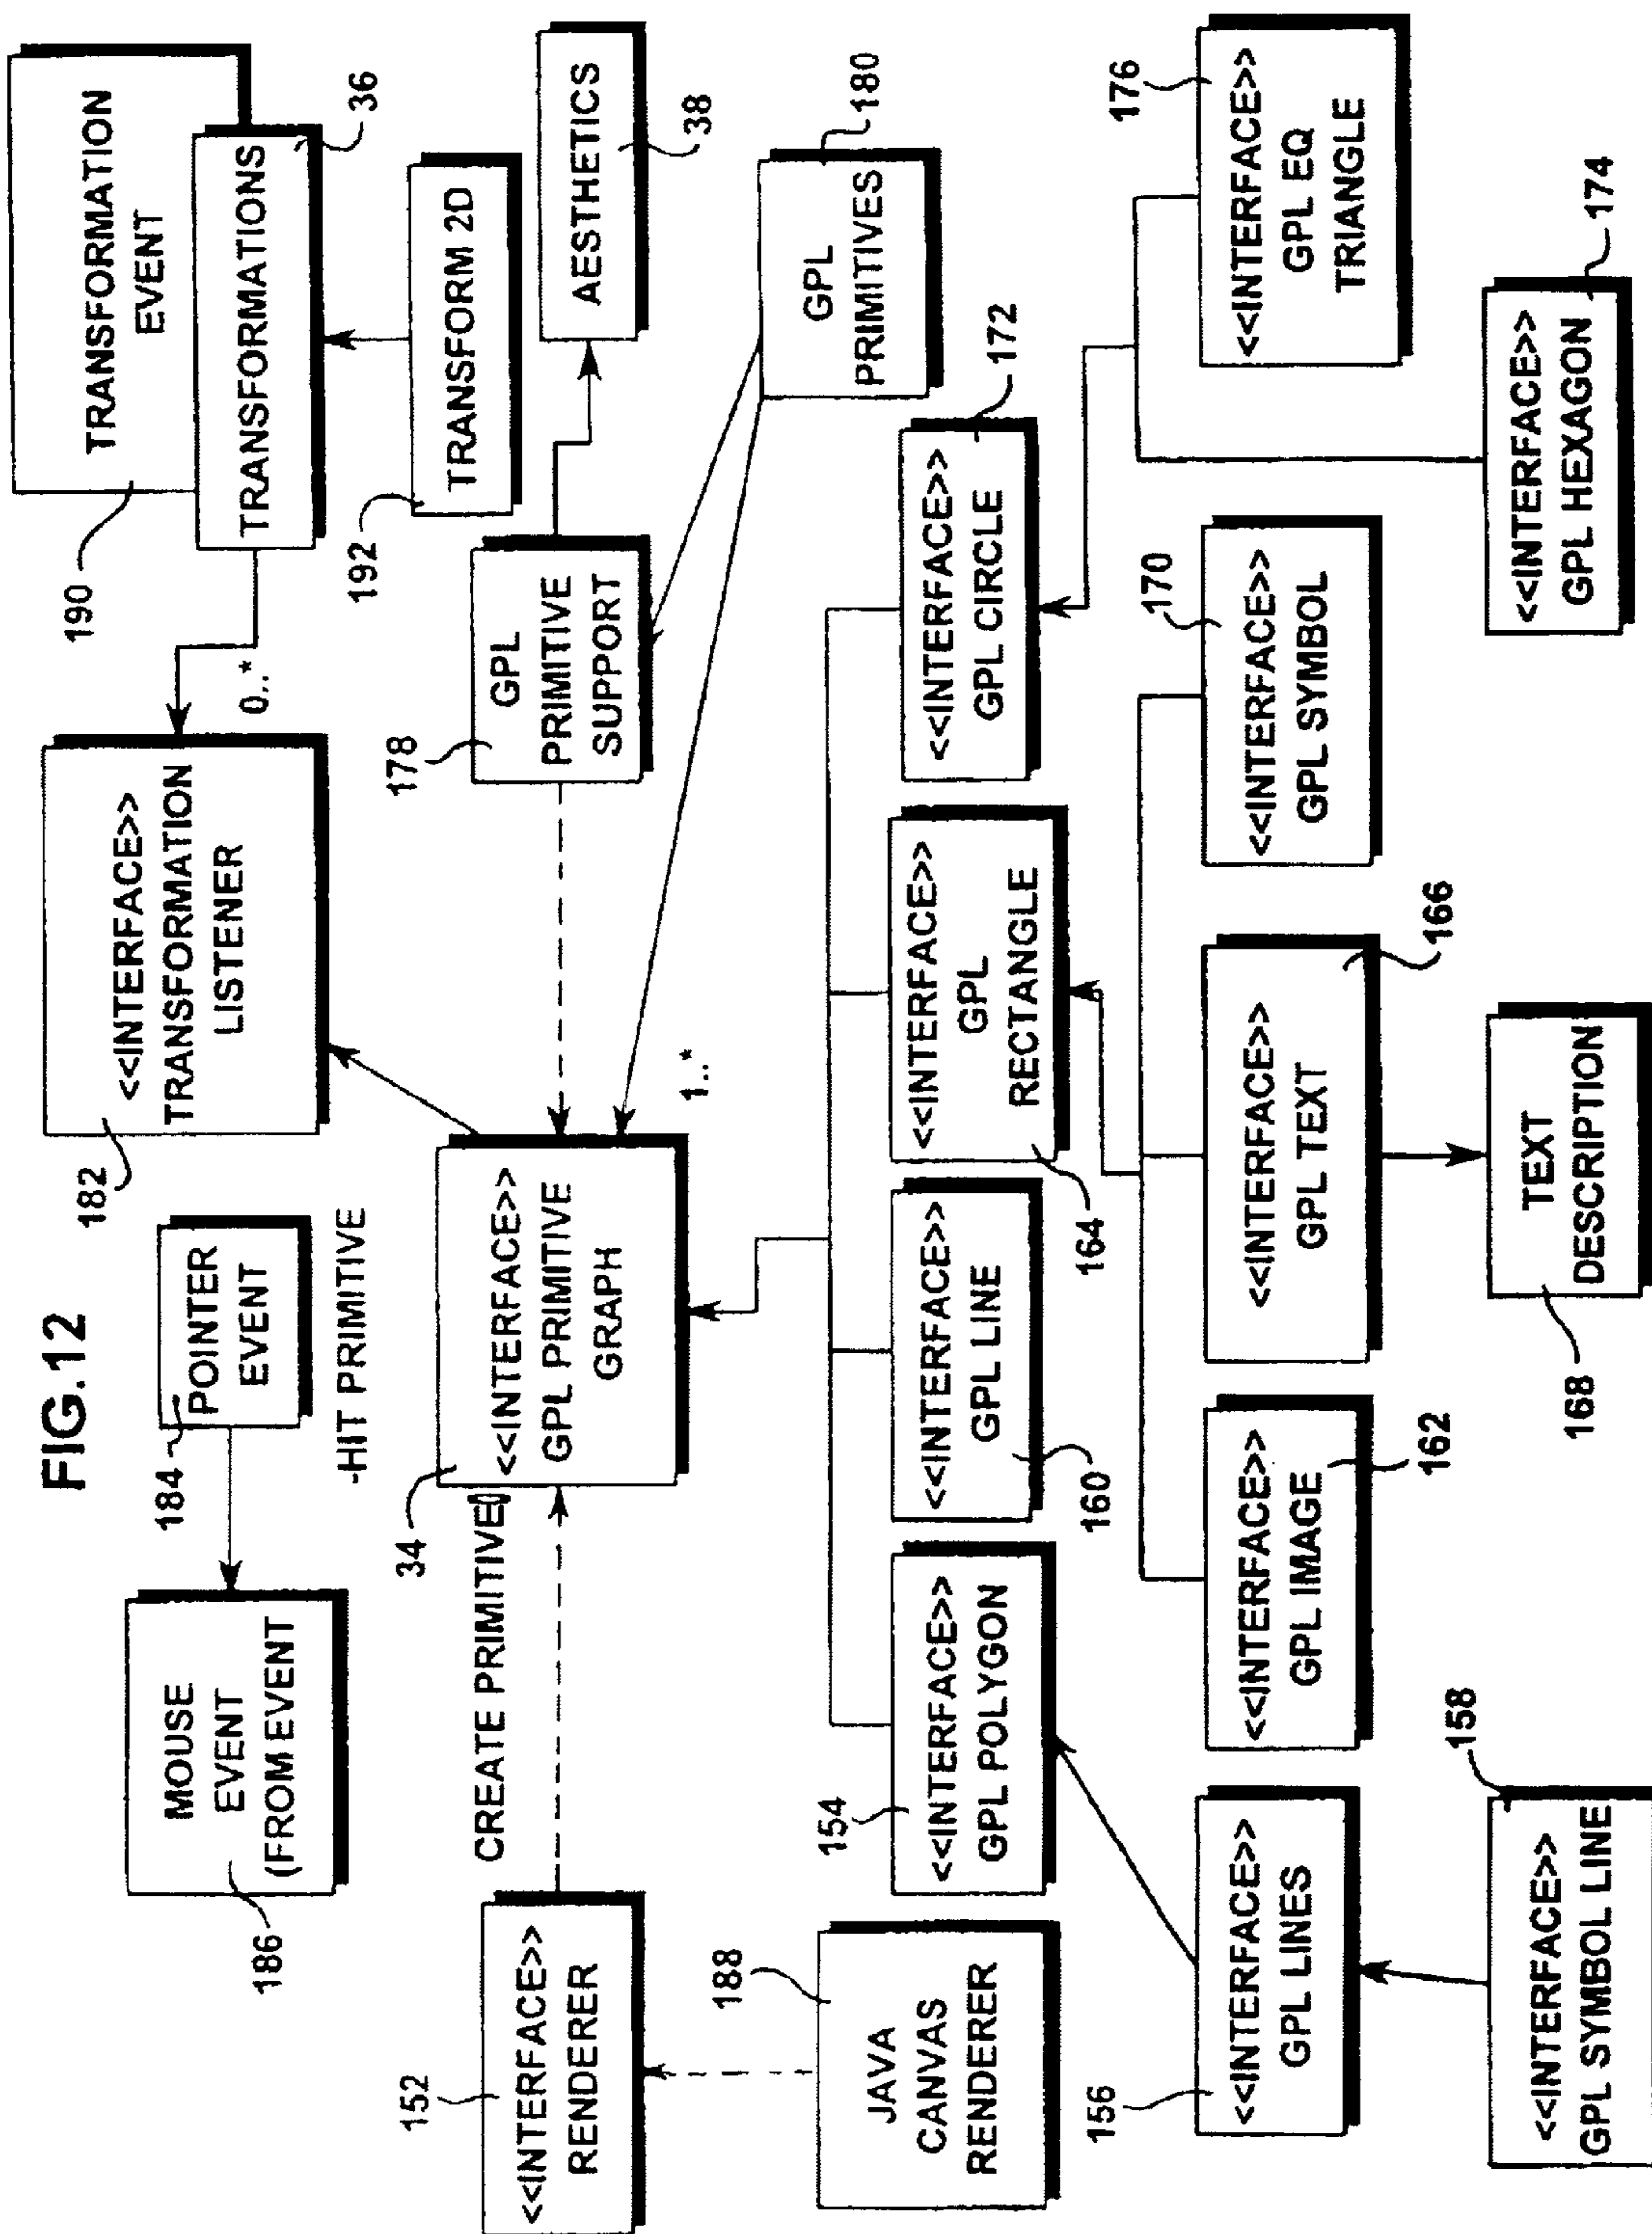 FIG.12
186
MOUSE
EVENT
(FROM EVENT)
184
POINTER
EVENT
-HIT PRIMITIVE
182
<<INTERFACE>>
TRANSFORMATION
LISTENER
0..*
190
TRANSFORMATION
EVENT
TRANSFORMATIONS
36
192
TRANSFORM 2D
152
<<INTERFACE>>
RENDERER
CREATE PRIMITIVE
34
<<INTERFACE>>
GPL PRIMITIVE
GRAPH
1..*
178
GPL
PRIMITIVE
SUPPORT
AESTHETICS
38
188
JAVA
CANVAS
RENDERER
GPL
PRIMITIVES
180
154
<<INTERFACE>>
GPL POLYGON
<<INTERFACE>>
GPL LINE
160
<<INTERFACE>>
GPL
RECTANGLE
164
<<INTERFACE>>
GPL CIRCLE
172
156
<<INTERFACE>>
GPL LINES
<<INTERFACE>>
GPL IMAGE
162
<<INTERFACE>>
GPL TEXT
166
<<INTERFACE>>
GPL SYMBOL
170
<<INTERFACE>>
GPL EQ
TRIANGLE
176
158
<<INTERFACE>>
GPL SYMBOL LINE
168
TEXT
DESCRIPTION
<<INTERFACE>>
GPL HEXAGON
174